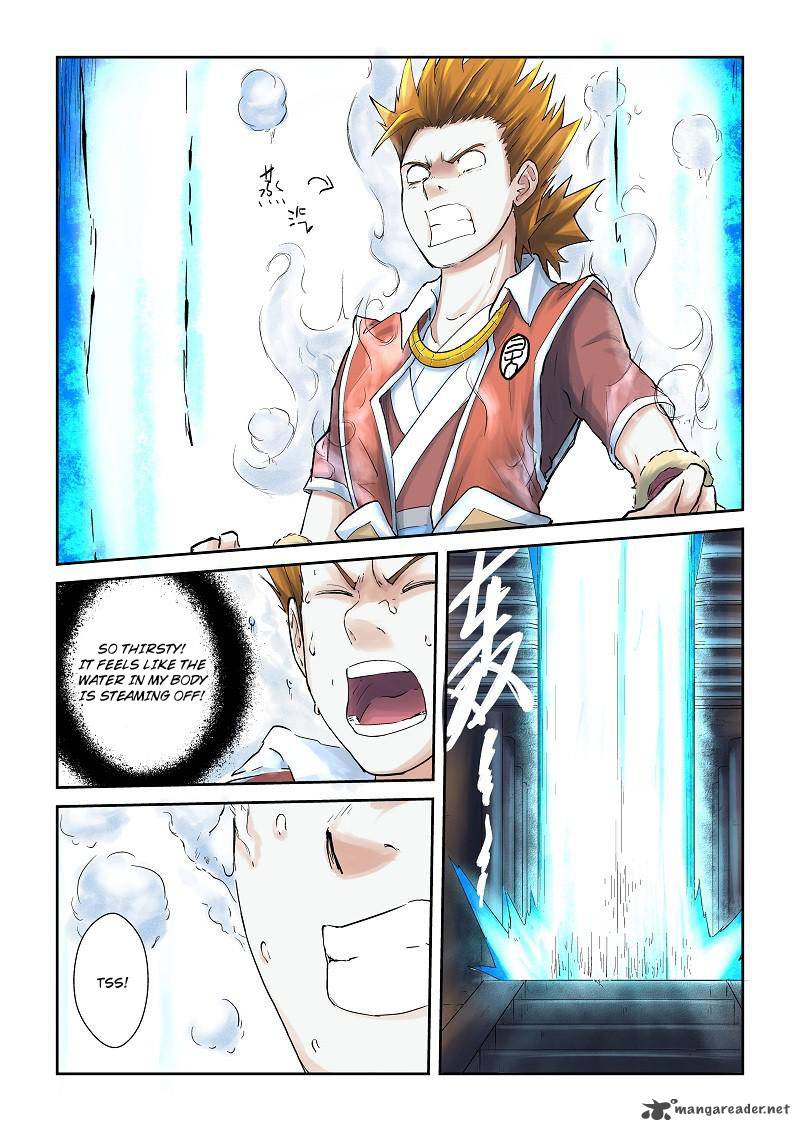 蒸
汽
SO THIRSTY!
IT FEELS LIKE THE
WATER IN MY BODY
IS STEAMING OFF!
轰
TSS!
mangareader.net